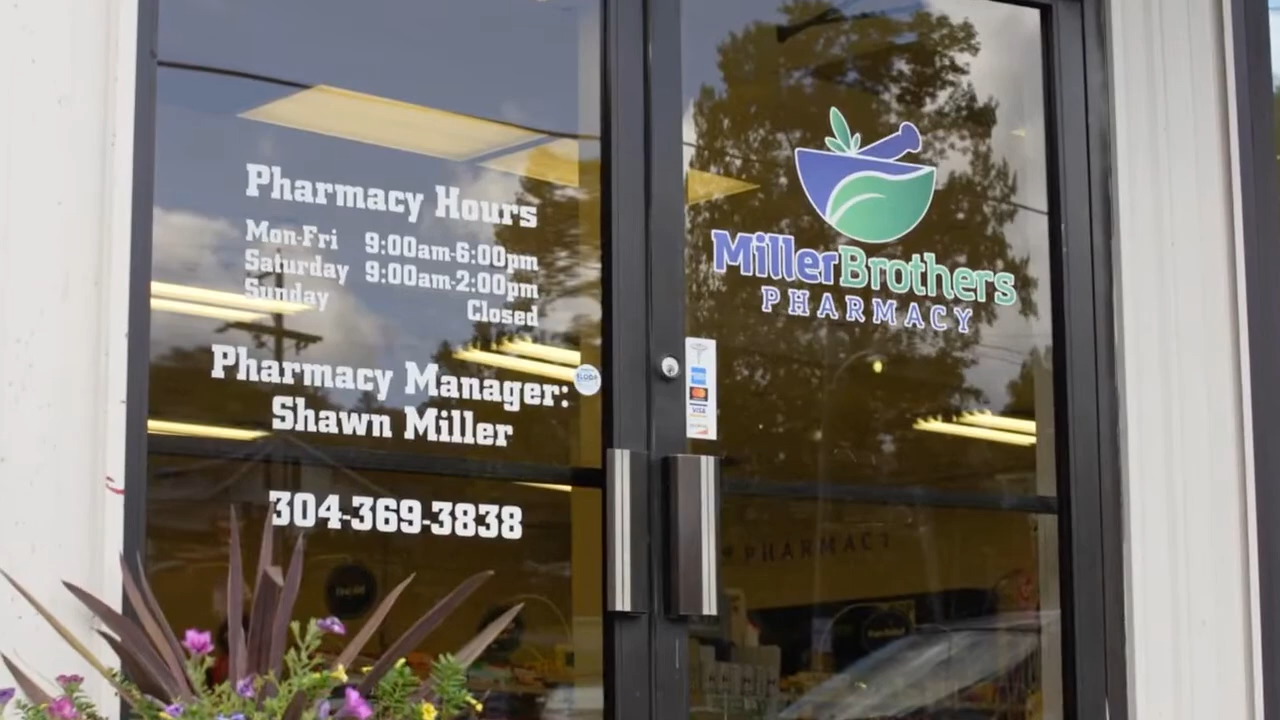 Pharmacy Hours
Mon-Fri 9:00am-6:00pm
Saturday 9:00am-2:00pm
Sunday Closed
Pharmacy Manager:
Shawn Miller
304-369-3838
MillerBrothers
PHARMACY
VISA
PHARMACY